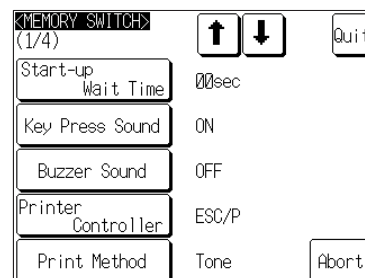 <MEMORY SWITCH>
(1/4)
Quit
Start-up
Wait Time
00sec
Key Press Sound
ON
Buzzer Sound
OFF
Printer
Controller
ESC/P
Print Method
Tone
Abort